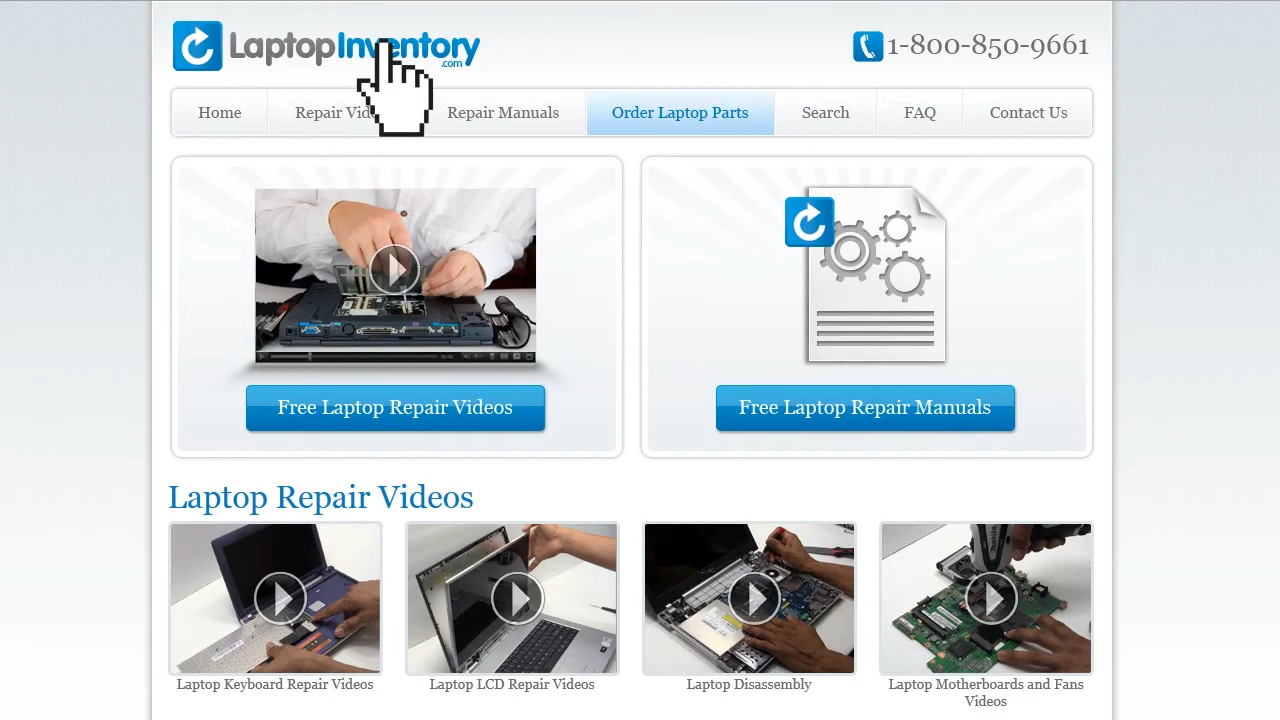 LaptopInventory
.com
1-800-850-9661
Home
Repair Vid
Repair Manuals
Order Laptop Parts
Search
FAQ
Contact Us
Free Laptop Repair Videos
Free Laptop Repair Manuals
Laptop Repair Videos
Laptop Keyboard Repair Videos
Laptop LCD Repair Videos
Laptop Disassembly
Laptop Motherboards and Fans
Videos